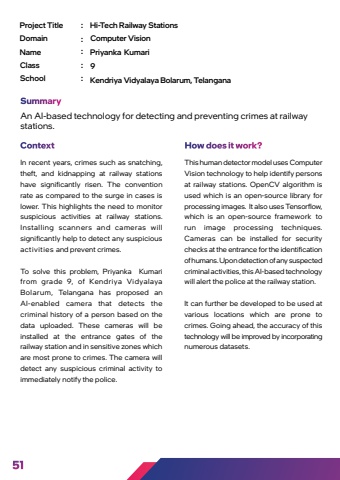 Project Title : Hi-Tech Railway Stations
Domain : Computer Vision
Name : Priyanka Kumari
Class : 9
School : Kendriya Vidyalaya Bolarum, Telangana
Summary
An AI-based technology for detecting and preventing crimes at railway
stations.
Context
In recent years, crimes such as snatching,
theft, and kidnapping at railway stations
have significantly risen. The convention
rate as compared to the surge in cases is
lower. This highlights the need to monitor
suspicious activities at railway stations.
Installing scanners and cameras will
significantly help to detect any suspicious
activities and prevent crimes.
To solve this problem, Priyanka Kumari
from grade 9, of Kendriya Vidyalaya
Bolarum, Telangana has proposed an
AI-enabled camera that detects the
criminal history of a person based on the
data uploaded. These cameras will be
installed at the entrance gates of the
railway station and in sensitive zones which
are most prone to crimes. The camera will
detect any suspicious criminal activity to
immediately notify the police.
How does it work?
This human detector model uses Computer
Vision technology to help identify persons
at railway stations. OpenCV algorithm is
used which is an open-source library for
processing images. It also uses Tensorflow,
which is an open-source framework to
run image processing techniques.
Cameras can be installed for security
checks at the entrance for the identification
of humans. Upon detection of any suspected
criminal activities, this AI-based technology
will alert the police at the railway station.
It can further be developed to be used at
various locations which are prone to
crimes. Going ahead, the accuracy of this
technology will be improved by incorporating
numerous datasets.
51